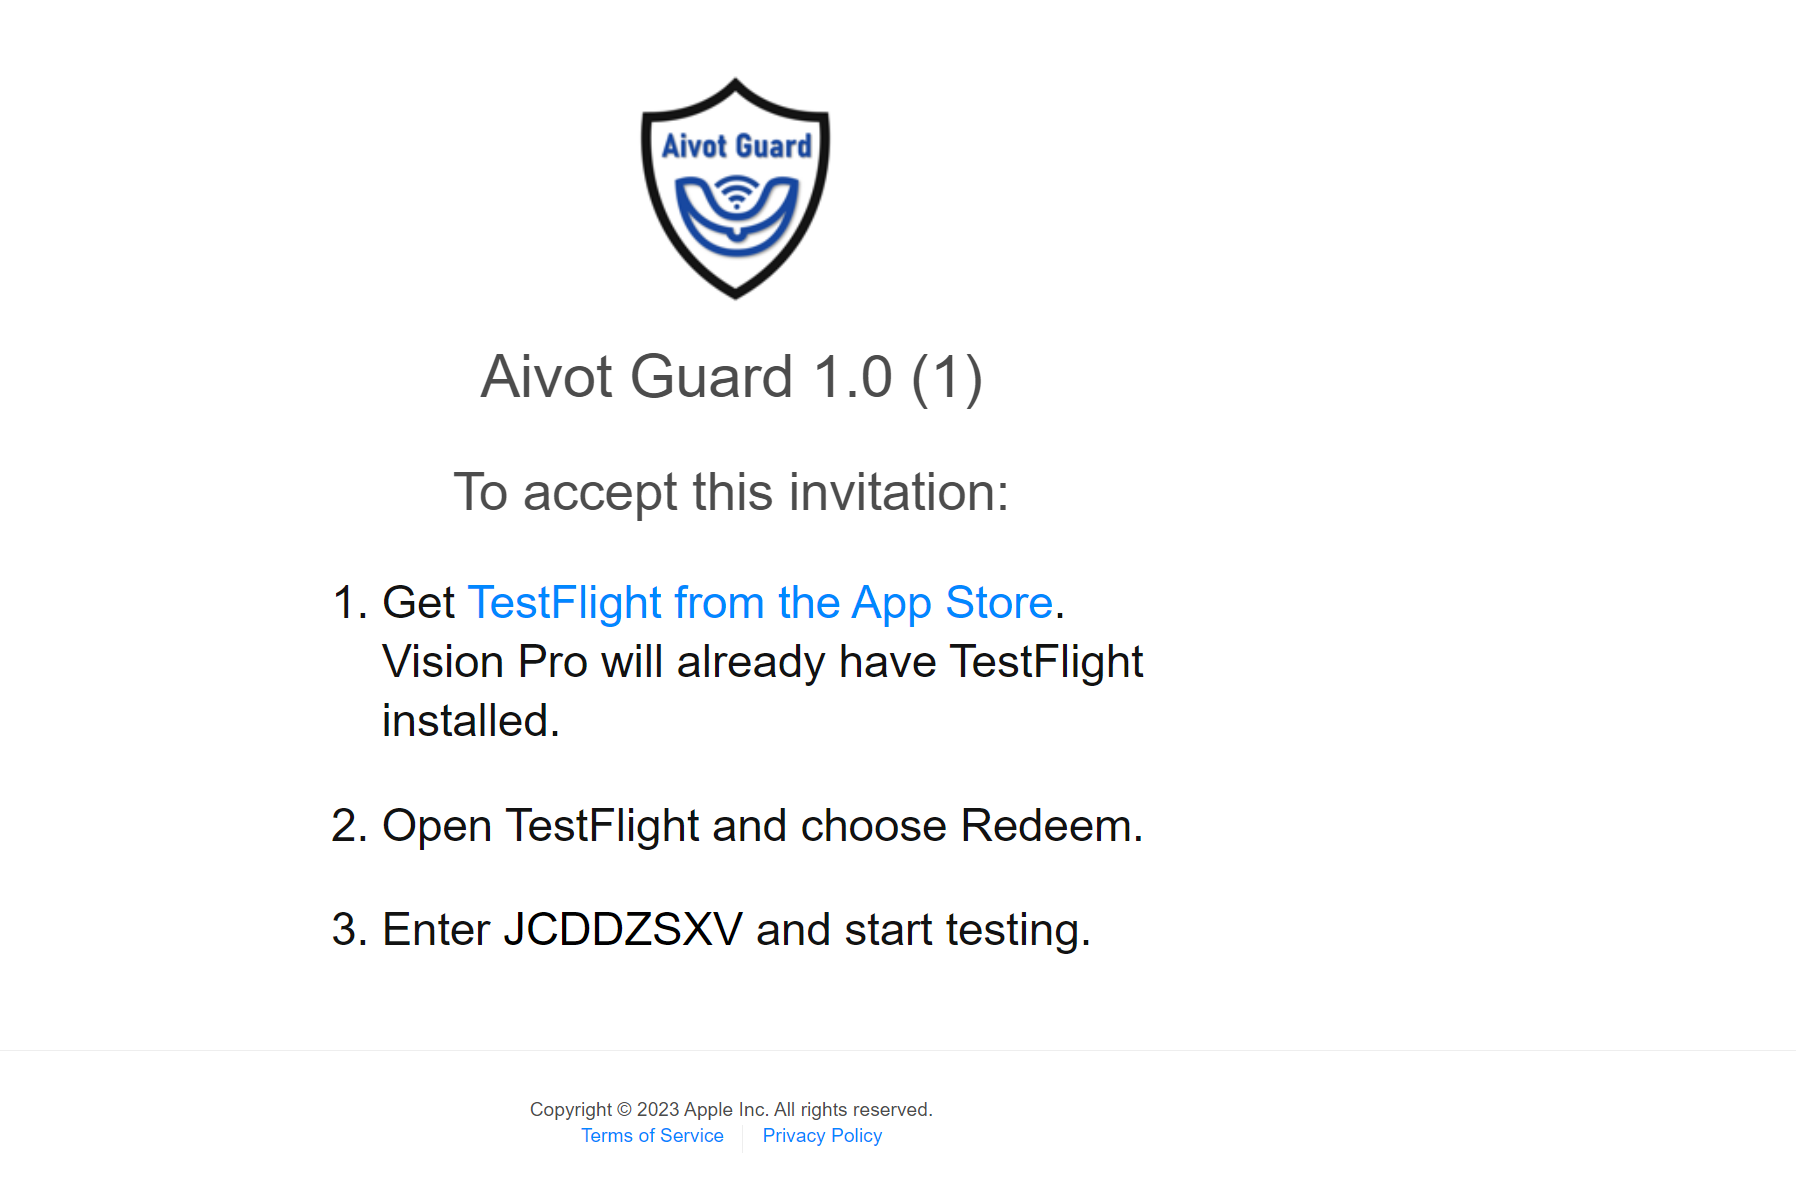 Aivot Guard
Aivot Guard 1.0 (1)
To accept this invitation:
1. Get TestFlight from the App Store.
Vision Pro will already have TestFlight
installed.
2. Open TestFlight and choose Redeem.
3. Enter JCDDZSXV and start testing.
Copyright © 2023 Apple Inc. All rights reserved.
Terms of Service Privacy Policy